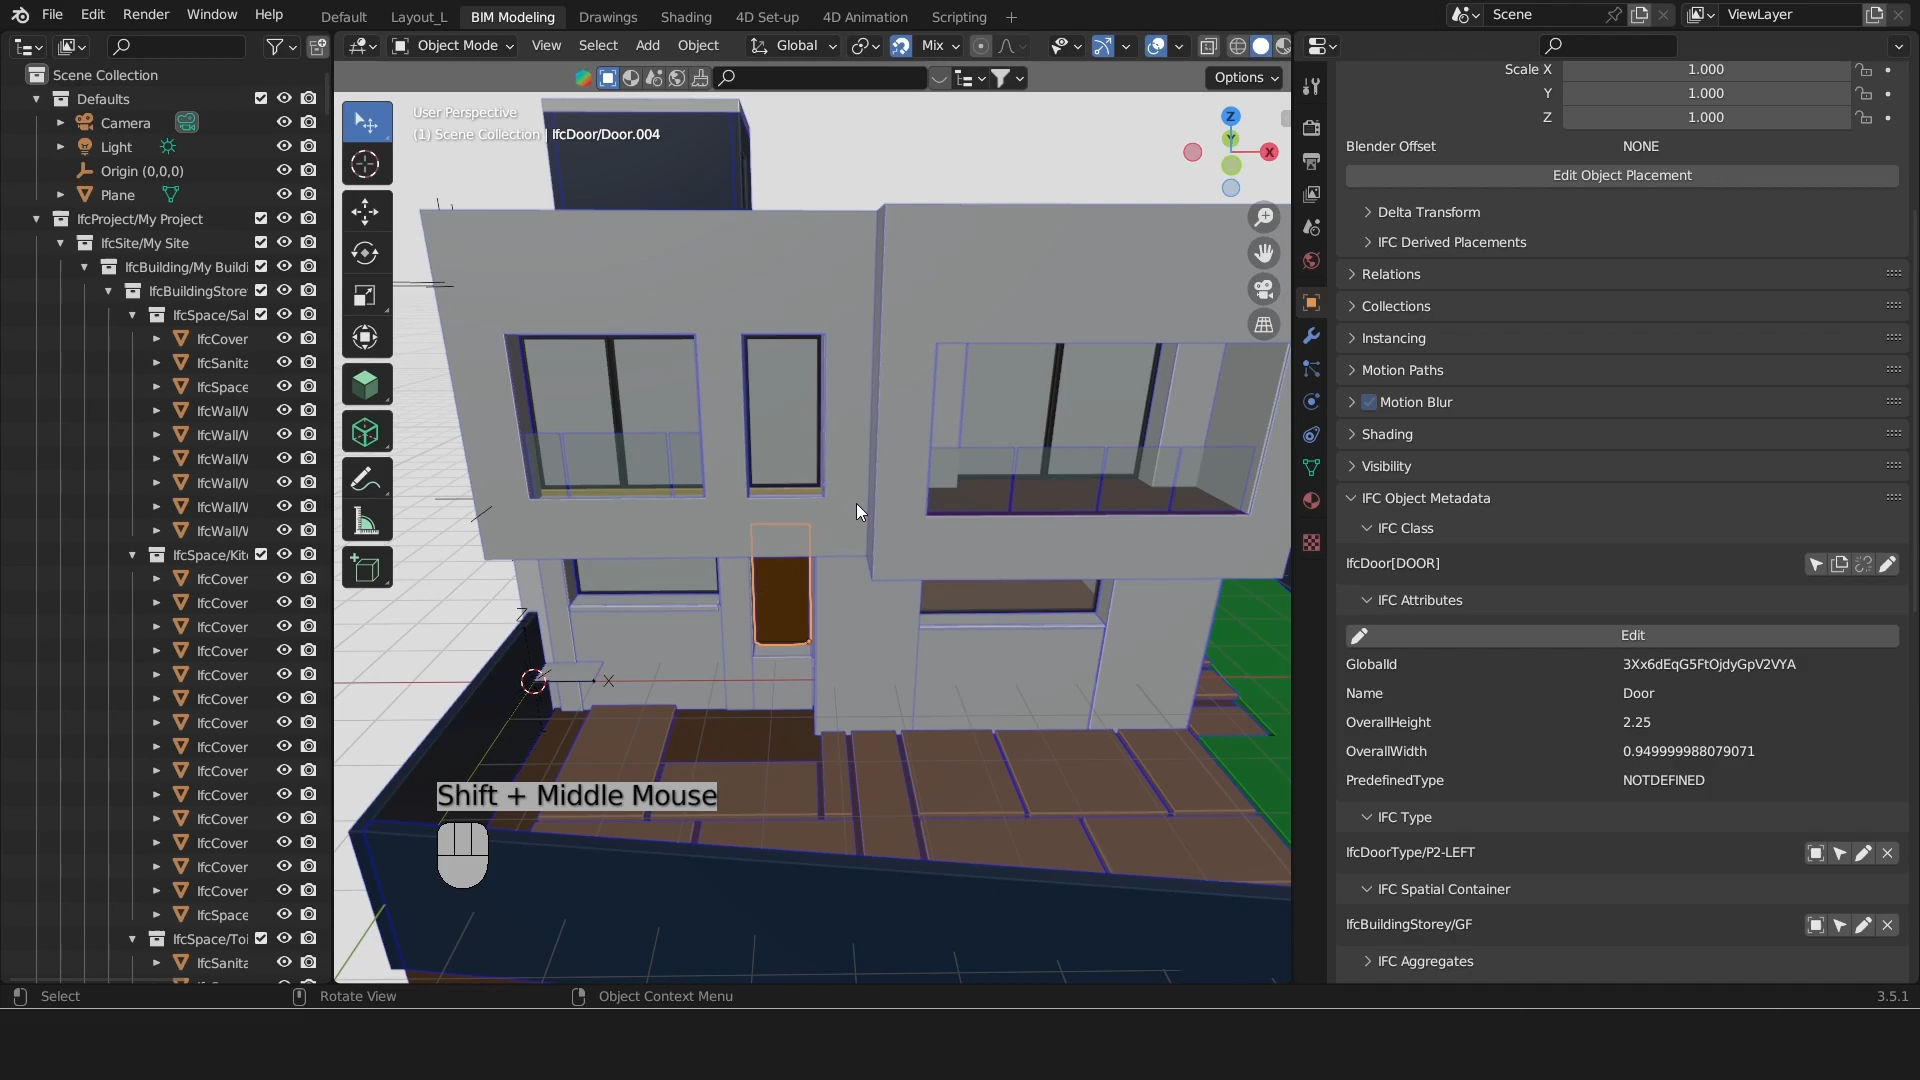 File Edit Render Window Help
Default Layout_L BIM Modeling Drawings Shading 4D Set-up 4D Animation Scripting
Scene
ViewLayer
Object Mode View Select Add Object Global Mix
Options
Scene Collection
Defaults
Camera
Light
Origin (0,0,0)
Plane
IfcProject/My Project
IfcSite/My Site
IfcBuilding/My Buildi
IfcBuildingStore
IfcSpace/Sal
IfcCover
IfcSanita
IfcSpace
IfcWall/V
IfcWall/V
IfcWall/V
IfcWall/V
IfcWall/V
IfcWall/V
IfcSpace/Kit
IfcCover
IfcCover
IfcCover
IfcCover
IfcCover
IfcCover
IfcCover
IfcCover
IfcCover
IfcCover
IfcCover
IfcCover
IfcCover
IfcCover
IfcSpace
IfcSpace/Toi
IfcSanita
User Perspective
(1) Scene Collection | IfcDoor/Door.004
Z
Y
X
Z
X
Shift + Middle Mouse
Scale X 1.000
Y 1.000
Z 1.000
Blender Offset NONE
Edit Object Placement
Delta Transform
IFC Derived Placements
Relations
Collections
Instancing
Motion Paths
Motion Blur
Shading
Visibility
IFC Object Metadata
IFC Class
IfcDoor[DOOR]
IFC Attributes
Edit
GlobalId 3Xx6dEqG5FtOjdyGpV2VYA
Name Door
OverallHeight 2.25
OverallWidth 0.949999988079071
PredefinedType NOTDEFINED
IFC Type
IfcDoorType/P2-LEFT
IFC Spatial Container
IfcBuildingStorey/GF
IFC Aggregates
Select Rotate View Object Context Menu 3.5.1